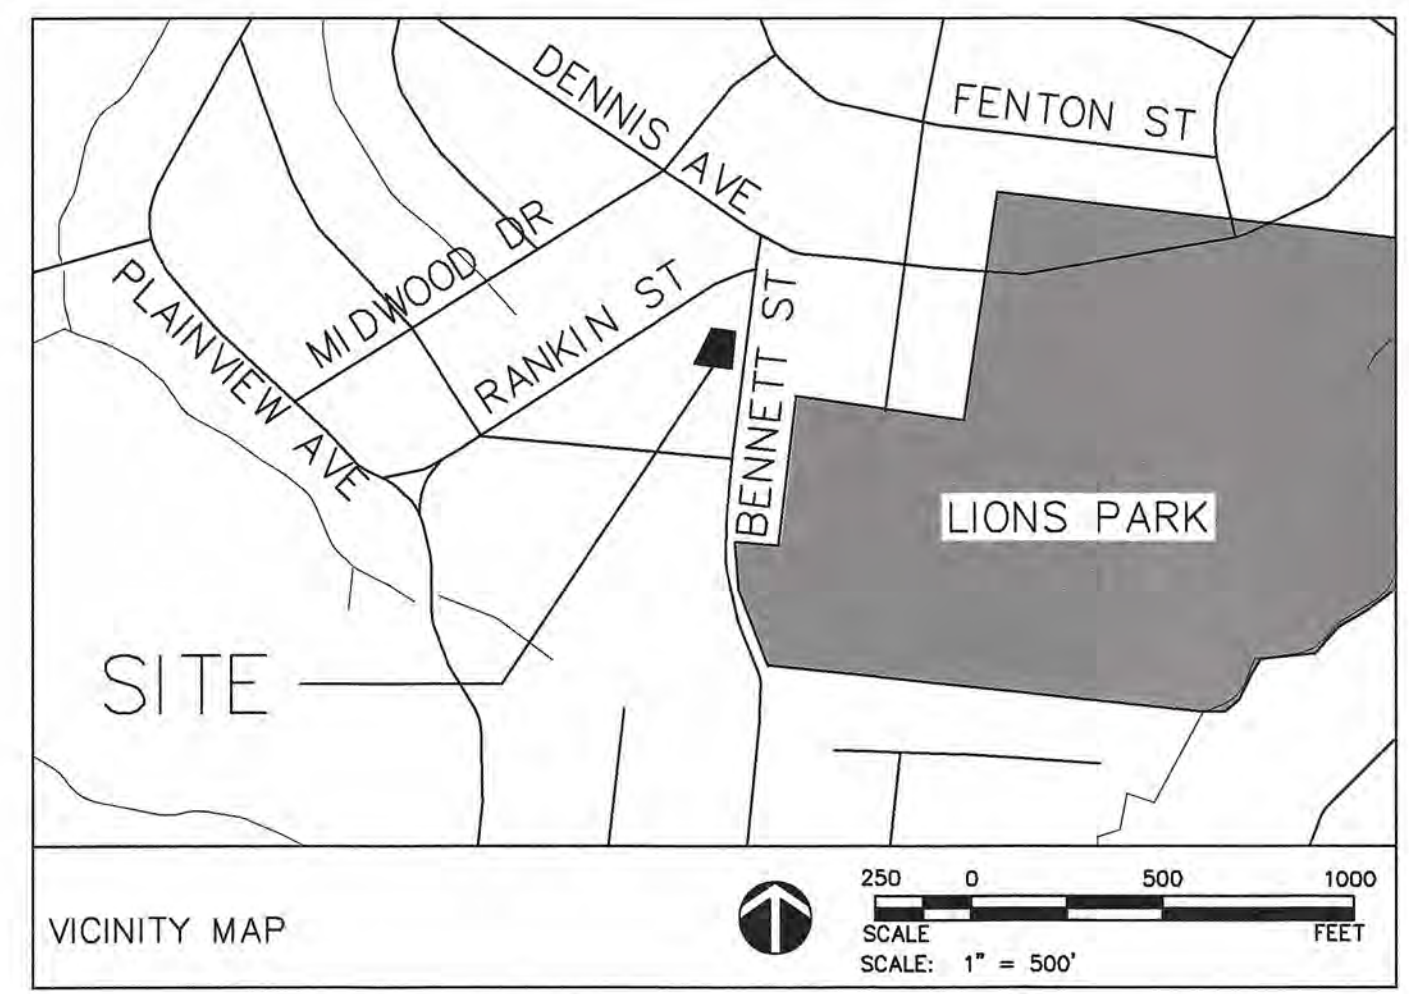 DENNIS AVE
FENTON ST
MIDWOOD DR
RANKIN ST
PLAINVIEW AVE
BENNETT ST
LIONS PARK
SITE
VICINITY MAP
250 0 500 1000
SCALE FEET
SCALE: 1" = 500'